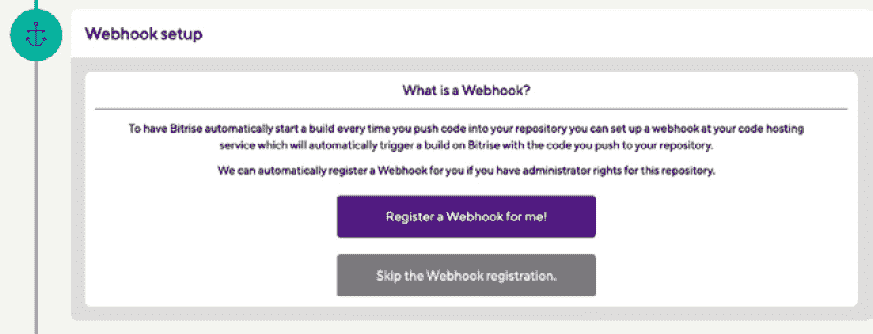 Webhook setup
What is a Webhook?
To have Bitrise automatically start a build every time you push code into your repository you can set up a webhook at your code hosting
service which will automatically trigger a build on Bitrise with the code you push to your repository.
We can automatically register a Webhook for you if you have administrator rights for this repository.
Register a Webhook for me!
Skip the Webhook registration.